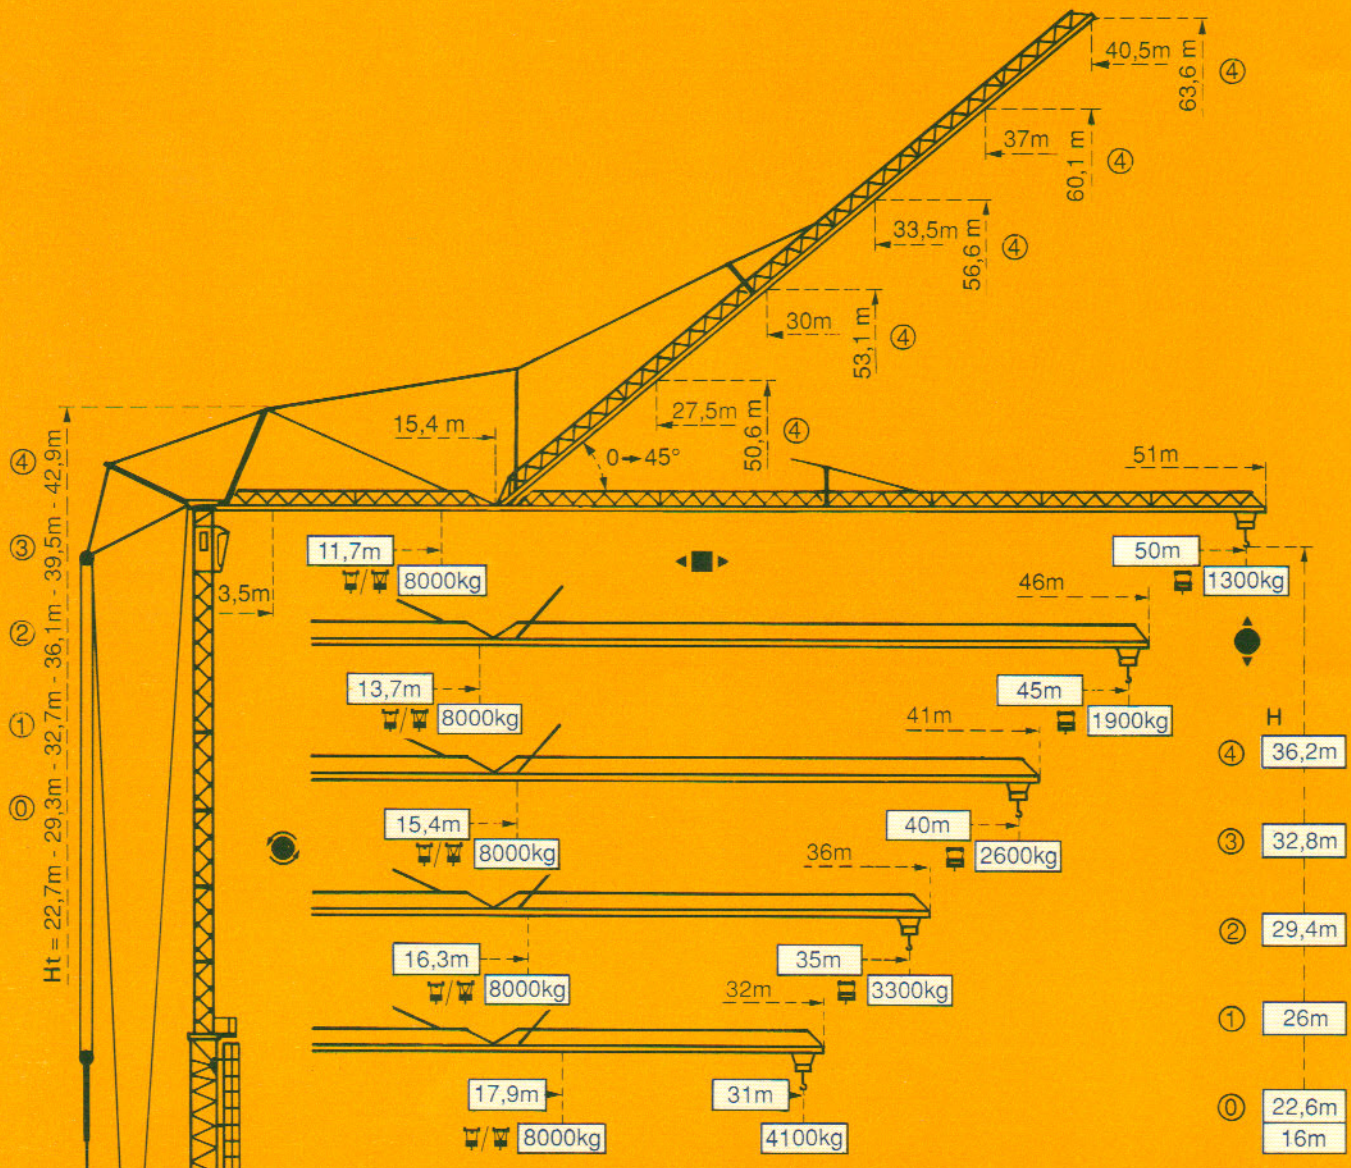 40,5m
63,6 m
④
37m
60,1 m
④
33,5m
56,6 m
④
30m
53,1 m
④
27,5m
50,6 m
④
15,4 m
0→45°
51m
④
③
②
①
⓪
Ht = 22,7m - 29,3m - 32,7m - 36,1m - 39,5m - 42,9m
3,5m
11,7m
8000kg
50m
1300kg
46m
13,7m
8000kg
45m
1900kg
41m
15,4m
8000kg
40m
2600kg
36m
16,3m
8000kg
35m
3300kg
32m
17,9m
8000kg
31m
4100kg
H
④ 36,2m
③ 32,8m
② 29,4m
① 26m
⓪ 22,6m
16m